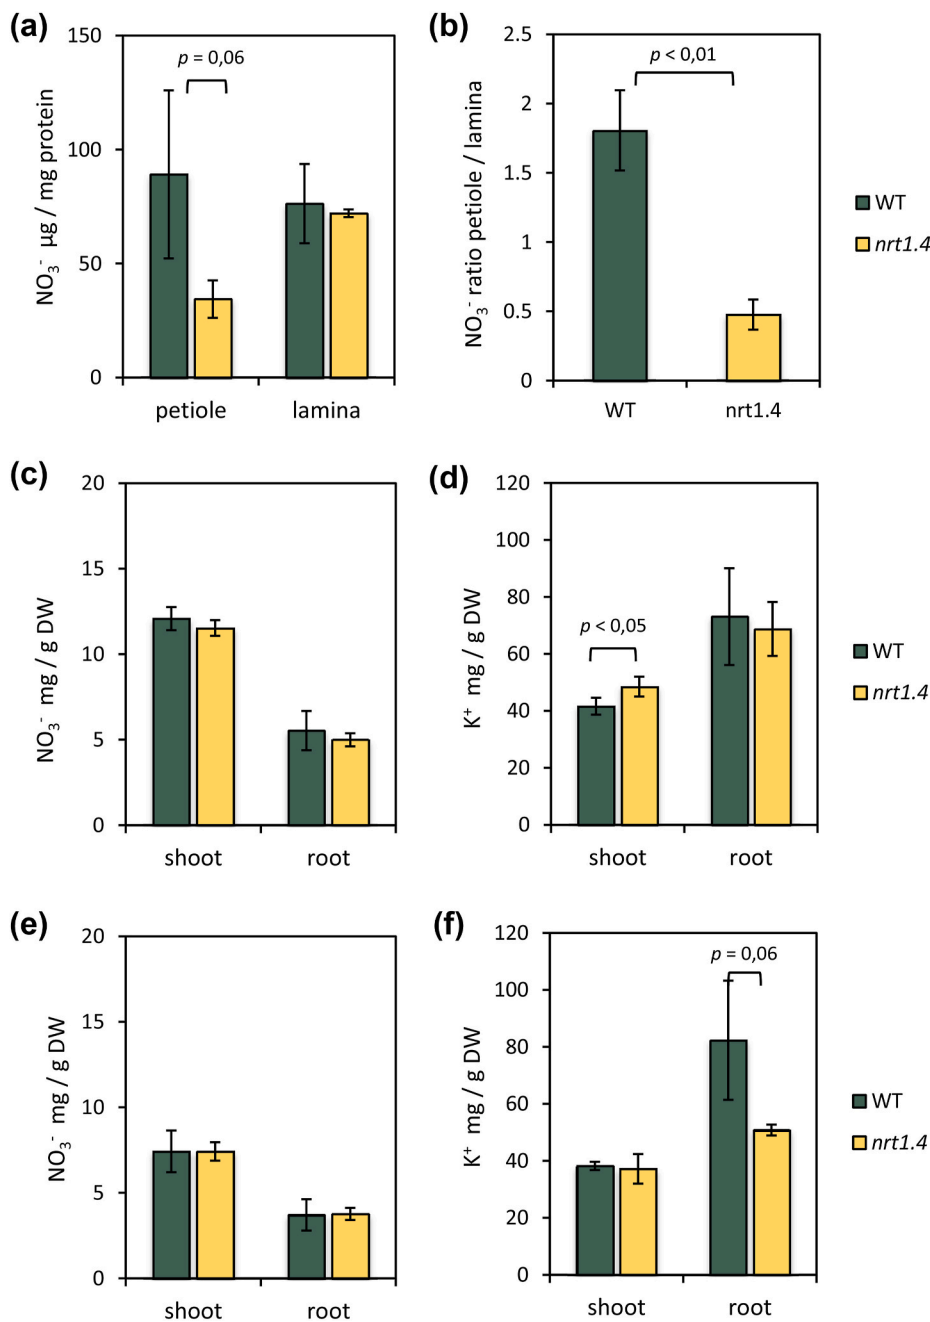 (a)
150
100
50
0
NO₃⁻ µg / mg protein
p = 0,06
petiole
lamina
(b)
2.5
2
1.5
1
0.5
0
NO₃⁻ ratio petiole / lamina
p < 0,01
WT
nrt1.4
WT
nrt1.4
(c)
20
15
10
5
0
NO₃⁻ mg / g DW
shoot
root
(d)
120
100
80
60
40
20
0
K⁺ mg / g DW
p < 0,05
shoot
root
WT
nrt1.4
(e)
20
15
10
5
0
NO₃⁻ mg / g DW
shoot
root
(f)
120
100
80
60
40
20
0
K⁺ mg / g DW
p = 0,06
shoot
root
WT
nrt1.4